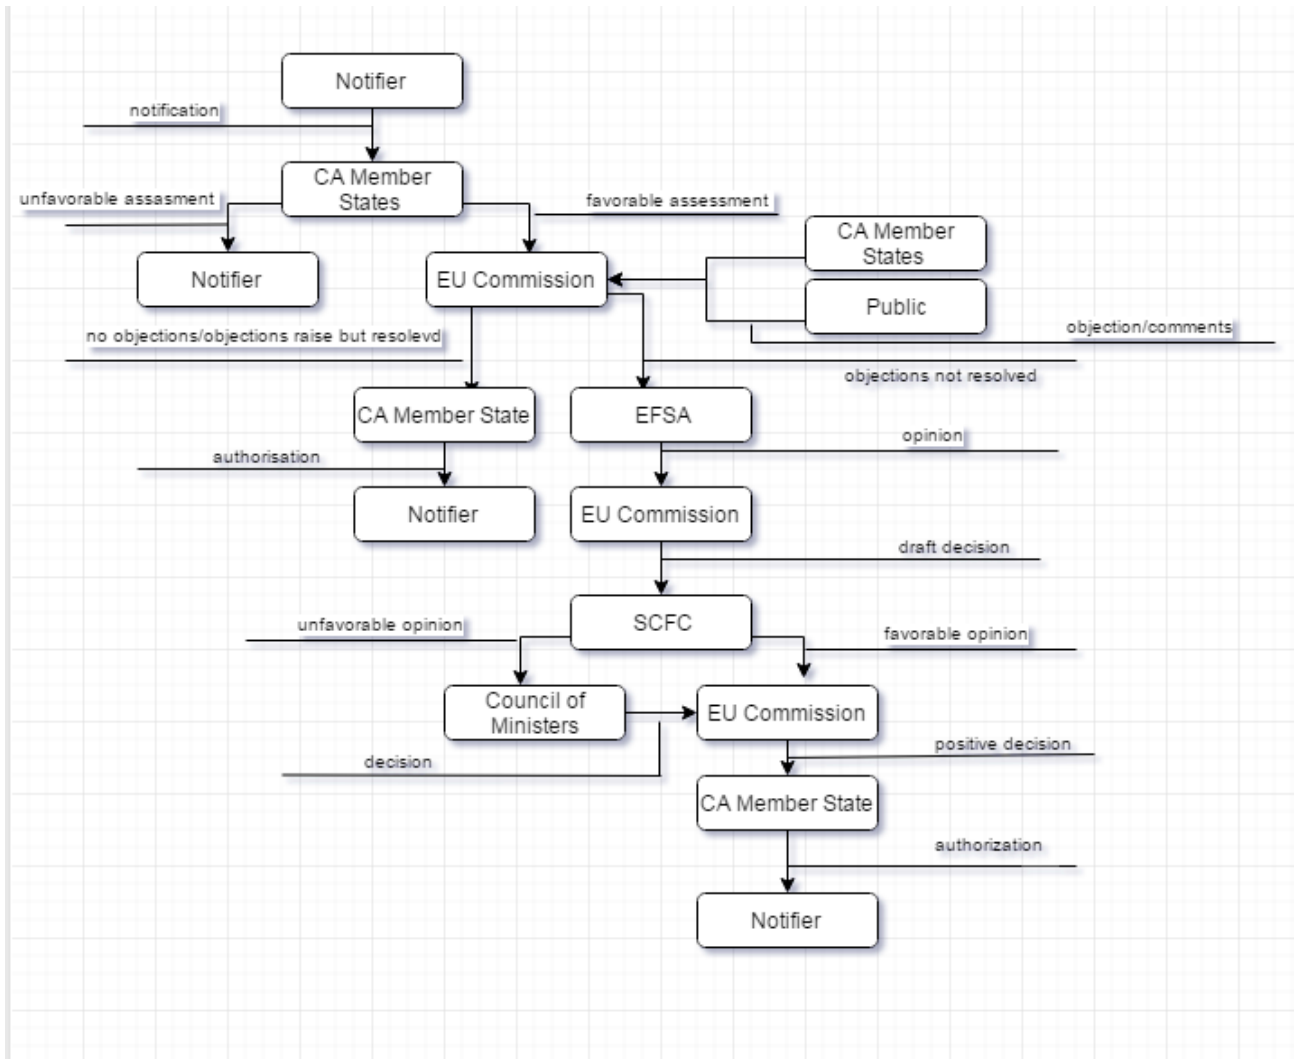 Notifier
notification
CA Member
States
unfavorable assasment
favorable assessment
CA Member
States
Notifier
EU Commission
Public
objection/comments
no objections/objections raise but resolevd
objections not resolved
CA Member State
EFSA
opinion
authorisation
Notifier
EU Commission
draft decision
SCFC
unfavorable opinion
favorable opinion
Council of
Ministers
EU Commission
decision
positive decision
CA Member State
authorization
Notifier